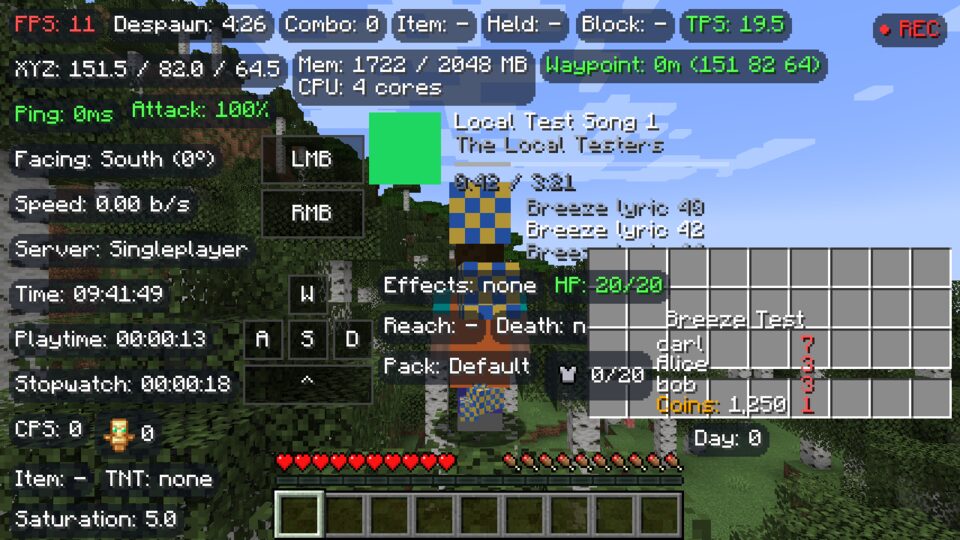 FPS: 11 Despawn: 4:26 Combo: 0 Item: - Held: - Block: - TPS: 19.5 REC
XYZ: 151.5 / 82.0 / 64.5 Mem: 1722 / 2048 MB Waypoint: 0m (151 82 64)
CPU: 4 cores
Ping: 0ms Attack: 100%
Local Test Song 1
The Local Testers
Facing: South (0°) LMB
0:42 / 3:21
Speed: 0.00 b/s RMB
Breeze lyric 40
Breeze lyric 42
Server: Singleplayer
Breeze
Effects: none HP: 20/20
Time: 09:41:49 W
Breeze Test
Reach: - Death: n
Playtime: 00:00:13 A S D
darl 7
Alice 3
Pack: Default 0/20
bob 3
Stopwatch: 00:00:18 ^
Coins: 1,250 1
CPS: 0 0
Day: 0
Item: - TNT: none
Saturation: 5.0